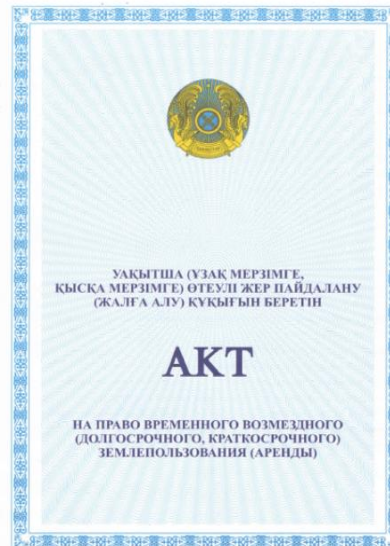 УАҚЫТША (ҰЗАҚ МЕРЗІМГЕ,
ҚЫСҚА МЕРЗІМГЕ) ӨТЕУЛІ ЖЕР ПАЙДАЛАНУ
(ЖАЛҒА АЛУ) ҚҰҚЫҒЫН БЕРЕТІН
АКТ
НА ПРАВО ВРЕМЕННОГО ВОЗМЕЗДНОГО
(ДОЛГОСРОЧНОГО, КРАТКОСРОЧНОГО)
ЗЕМЛЕПОЛЬЗОВАНИЯ (АРЕНДЫ)